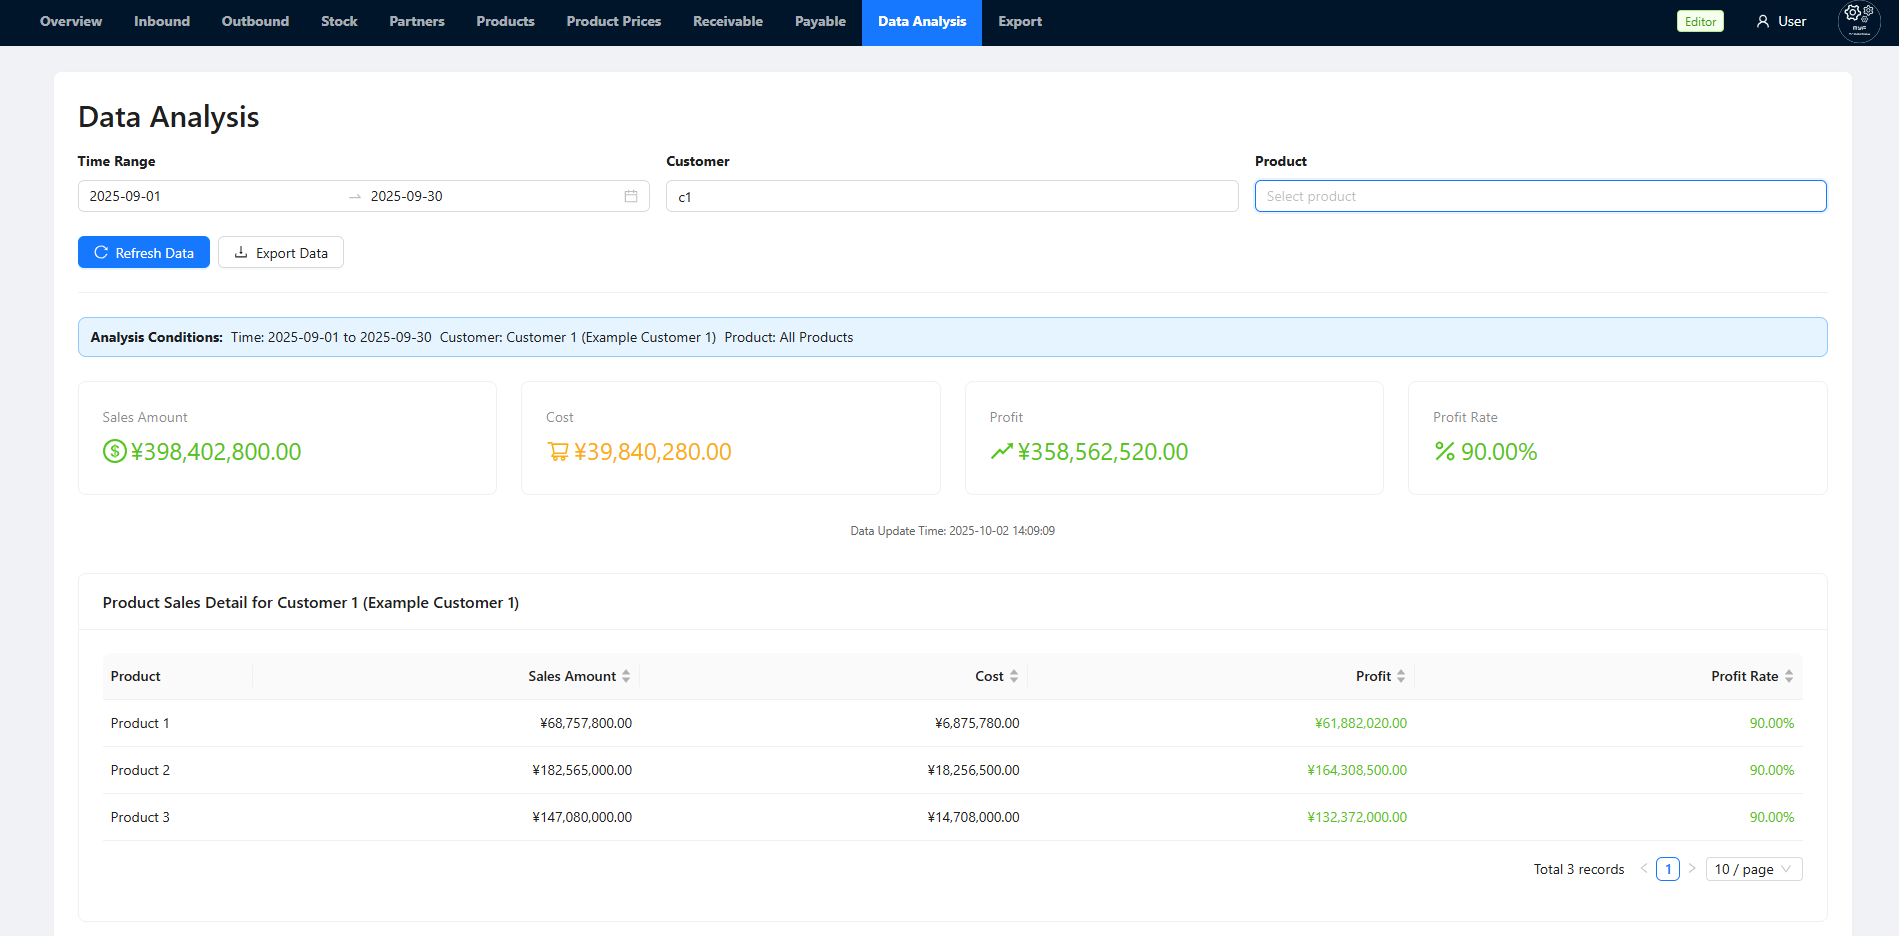 Overview Inbound Outbound Stock Partners Products Product Prices Receivable Payable Data Analysis Export Editor User
Data Analysis
Time Range Customer Product
2025-09-01 → 2025-09-30 c1 Select product
Refresh Data Export Data
Analysis Conditions: Time: 2025-09-01 to 2025-09-30 Customer: Customer 1 (Example Customer 1) Product: All Products
Sales Amount Cost Profit Profit Rate
¥398,402,800.00 ¥39,840,280.00 ¥358,562,520.00 90.00%
Data Update Time: 2025-10-02 14:09:09
Product Sales Detail for Customer 1 (Example Customer 1)
Product Sales Amount Cost Profit Profit Rate
Product 1 ¥68,757,800.00 ¥6,875,780.00 ¥61,882,020.00 90.00%
Product 2 ¥182,565,000.00 ¥18,256,500.00 ¥164,308,500.00 90.00%
Product 3 ¥147,080,000.00 ¥14,708,000.00 ¥132,372,000.00 90.00%
Total 3 records < 1 > 10 / page